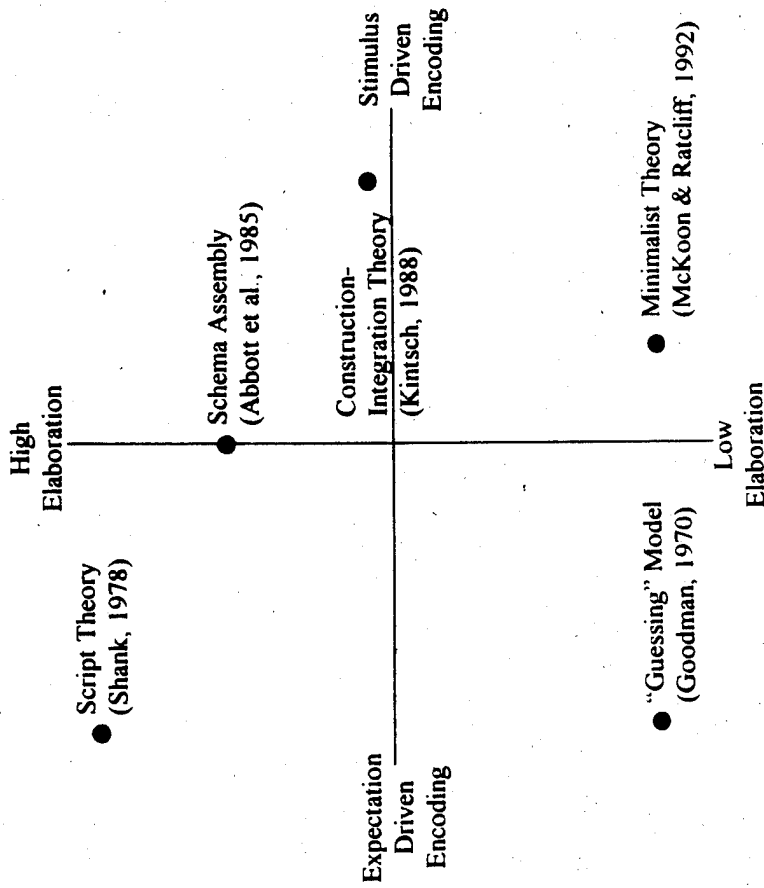 High
Elaboration
Script Theory
(Shank, 1978)
Schema Assembly
(Abbott et al., 1985)
Expectation
Driven
Encoding
Construction-
Integration Theory
(Kintsch, 1988)
Stimulus
Driven
Encoding
"Guessing" Model
(Goodman, 1970)
Minimalist Theory
(McKoon & Ratcliff, 1992)
Low
Elaboration